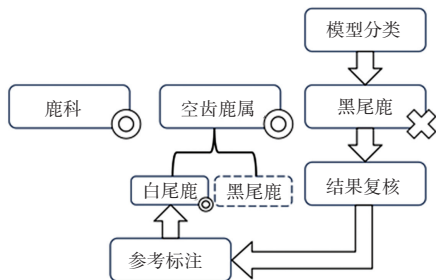 模型分类
鹿科
空齿鹿属
黑尾鹿
白尾鹿
黑尾鹿
结果复核
参考标注